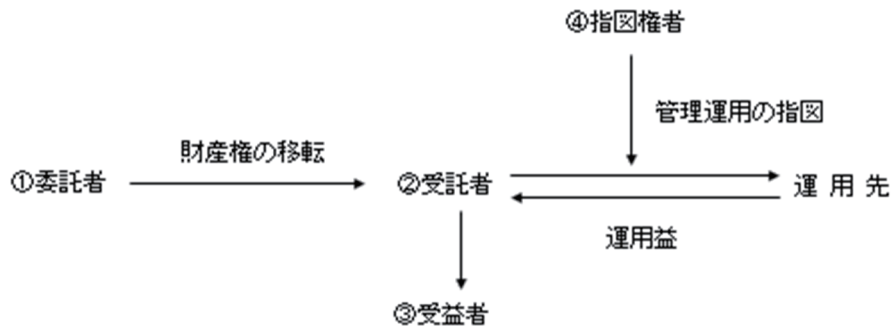 ④指図権者
管理運用の指図
財産権の移転
①委託者
②受託者
運用先
運用益
③受益者